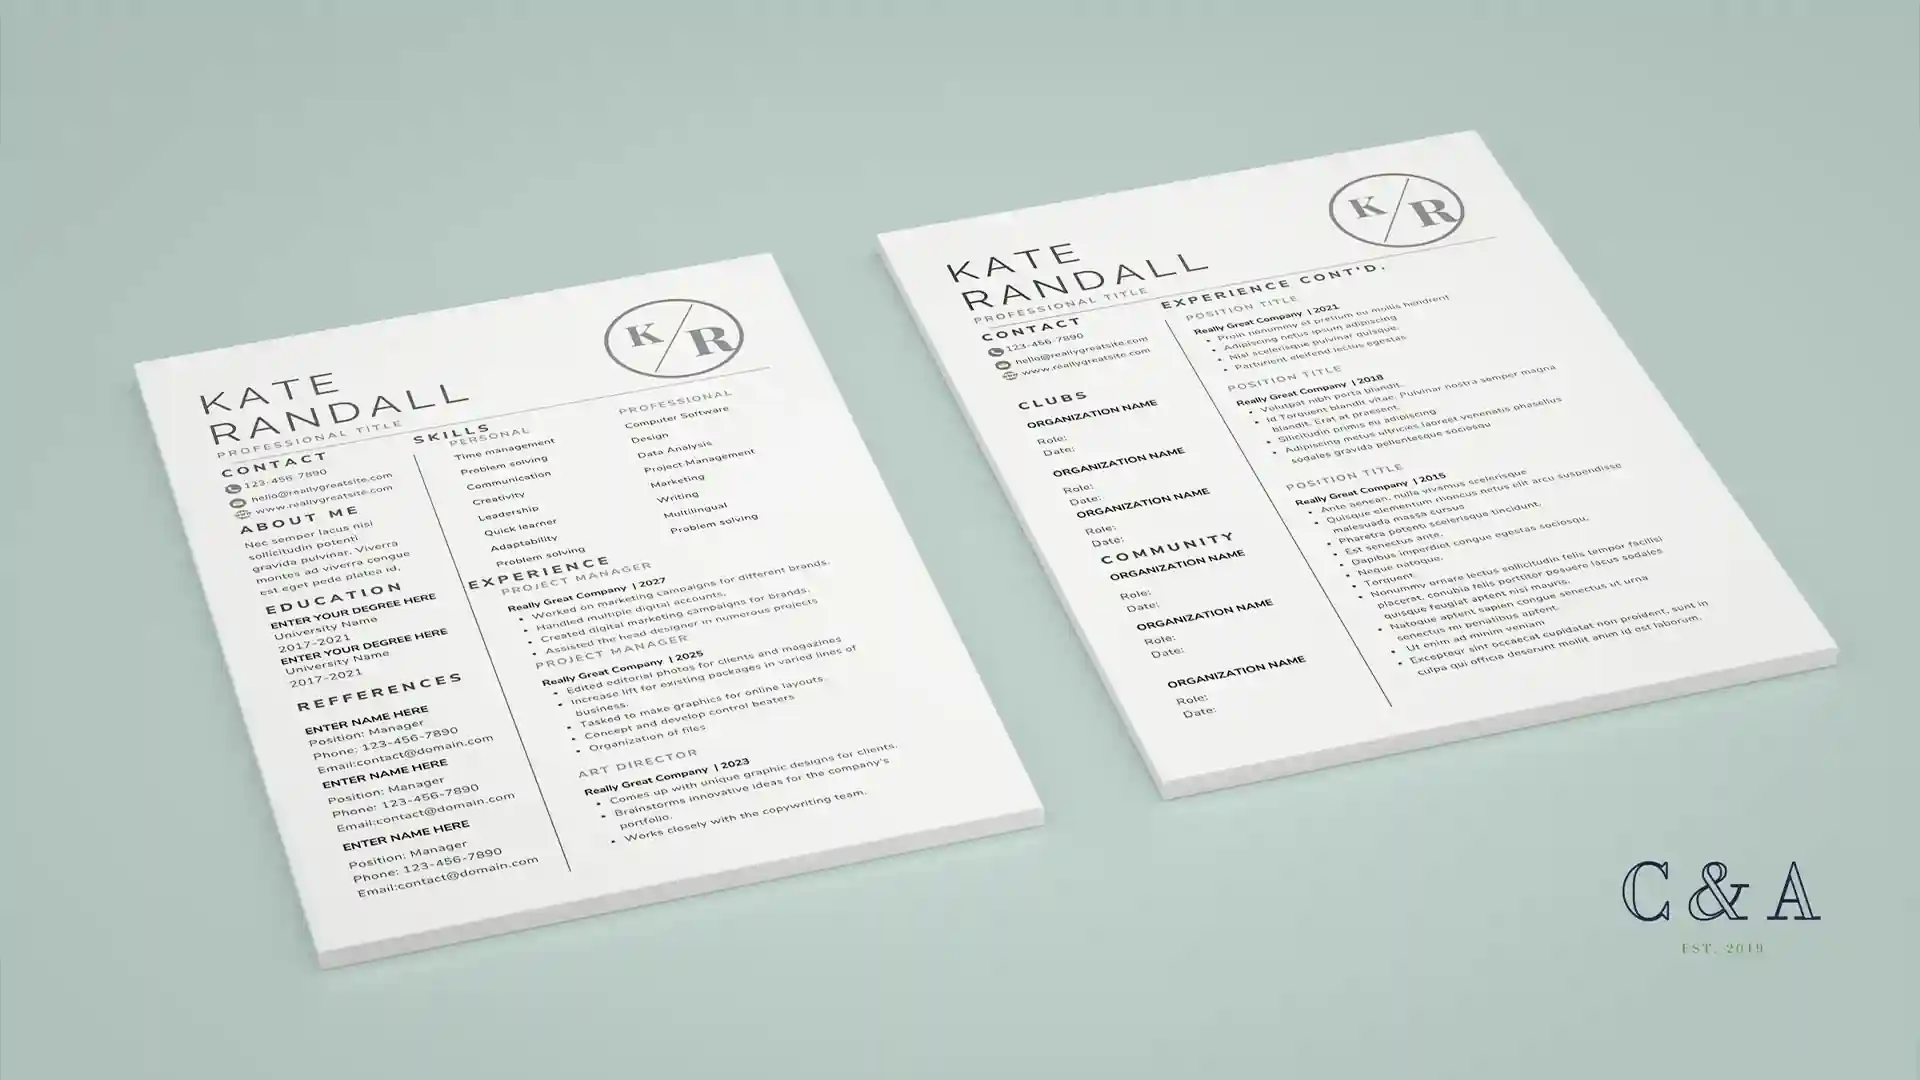 KATE
RANDALL
PROFESSIONAL TITLE
K/R
CONTACT
123-456-7890
hello@reallygreatsite.com
www.reallygreatsite.com
ABOUT ME
Nec semper lacus nisi
sollicitudin potenti
gravida pulvinar. Viverra
montes ad viverra congue
est eget pede platea id,
EDUCATION
ENTER YOUR DEGREE HERE
University Name
2017-2021
ENTER YOUR DEGREE HERE
University Name
2017-2021
REFFERENCES
ENTER NAME HERE
Position: Manager
Phone: 123-456-7890
Email:contact@domain.com
ENTER NAME HERE
Position: Manager
Phone: 123-456-7890
Email:contact@domain.com
ENTER NAME HERE
Position: Manager
Phone: 123-456-7890
Email:contact@domain.com
SKILLS
PERSONAL
Time management
Problem solving
Communication
Creativity
Leadership
Quick learner
Adaptability
Problem solving
PROFESSIONAL
Computer Software
Design
Data Analysis
Project Management
Marketing
Writing
Multilingual
Problem solving
EXPERIENCE
PROJECT MANAGER
Really Great Company | 2027
• Worked on marketing campaigns for different brands.
• Handled multiple digital accounts.
• Created digital marketing campaigns for brands.
• Assisted the head designer in numerous projects
PROJECT MANAGER
Really Great Company | 2025
• Edited editorial photos for clients and magazines
• Increase lift for existing packages in varied lines of
business.
• Tasked to make graphics for online layouts.
• Concept and develop control beaters
• Organization of files
ART DIRECTOR
Really Great Company | 2023
• Comes up with unique graphic designs for clients.
• Brainstorms innovative ideas for the company's
portfolio.
• Works closely with the copywriting team.
KATE
RANDALL
PROFESSIONAL TITLE
K/R
CONTACT
123-456-7890
hello@reallygreatsite.com
www.reallygreatsite.com
CLUBS
ORGANIZATION NAME
Role:
Date:
ORGANIZATION NAME
Role:
Date:
ORGANIZATION NAME
Role:
Date:
COMMUNITY
ORGANIZATION NAME
Role:
Date:
ORGANIZATION NAME
Role:
Date:
ORGANIZATION NAME
Role:
Date:
EXPERIENCE CONT'D.
POSITION TITLE
Really Great Company | 2021
• Proin nonummy et pretium eu mollis hendrerit
• Adipiscing netus ipsum adipiscing
• Nisl scelerisque pulvinar quisque.
• Parturient eleifend lectus egestas
POSITION TITLE
Really Great Company | 2018
• Volutpat nibh porta blandit.
• Id Torquent blandit vitae. Pulvinar nostra semper magna
blandit. Erat at praesent.
• Silicitudin primis eu adipiscing
• Adipiscing metus ultricies laoreet venenatis phasellus
sodales gravida pellentesque sociosqu
POSITION TITLE
Really Great Company | 2015
• Ante aenean, nulla vivamus scelerisque
• Quisque elementum rhoncus netus elit arcu suspendisse
malesuada massa cursus
• Pharetra potenti scelerisque tincidunt,
• Est senectus ante.
• Dapibus imperdiet congue egestas sociosqu,
• Neque natoque.
• Torquent.
• Nonummy ornare lectus sollicitudin felis tempor facilisi
placerat, conubia felis porttitor posuere lacus sodales
quisque feugiat aptent nisl mauris.
• Natoque aptent sapien congue senectus ut urna
senectus mi penatibus aptent.
• Ut enim ad minim veniam
• Excepteur sint occaecat cupidatat non proident, sunt in
culpa qui officia deserunt mollit anim id est laborum.
C & A
EST. 2019